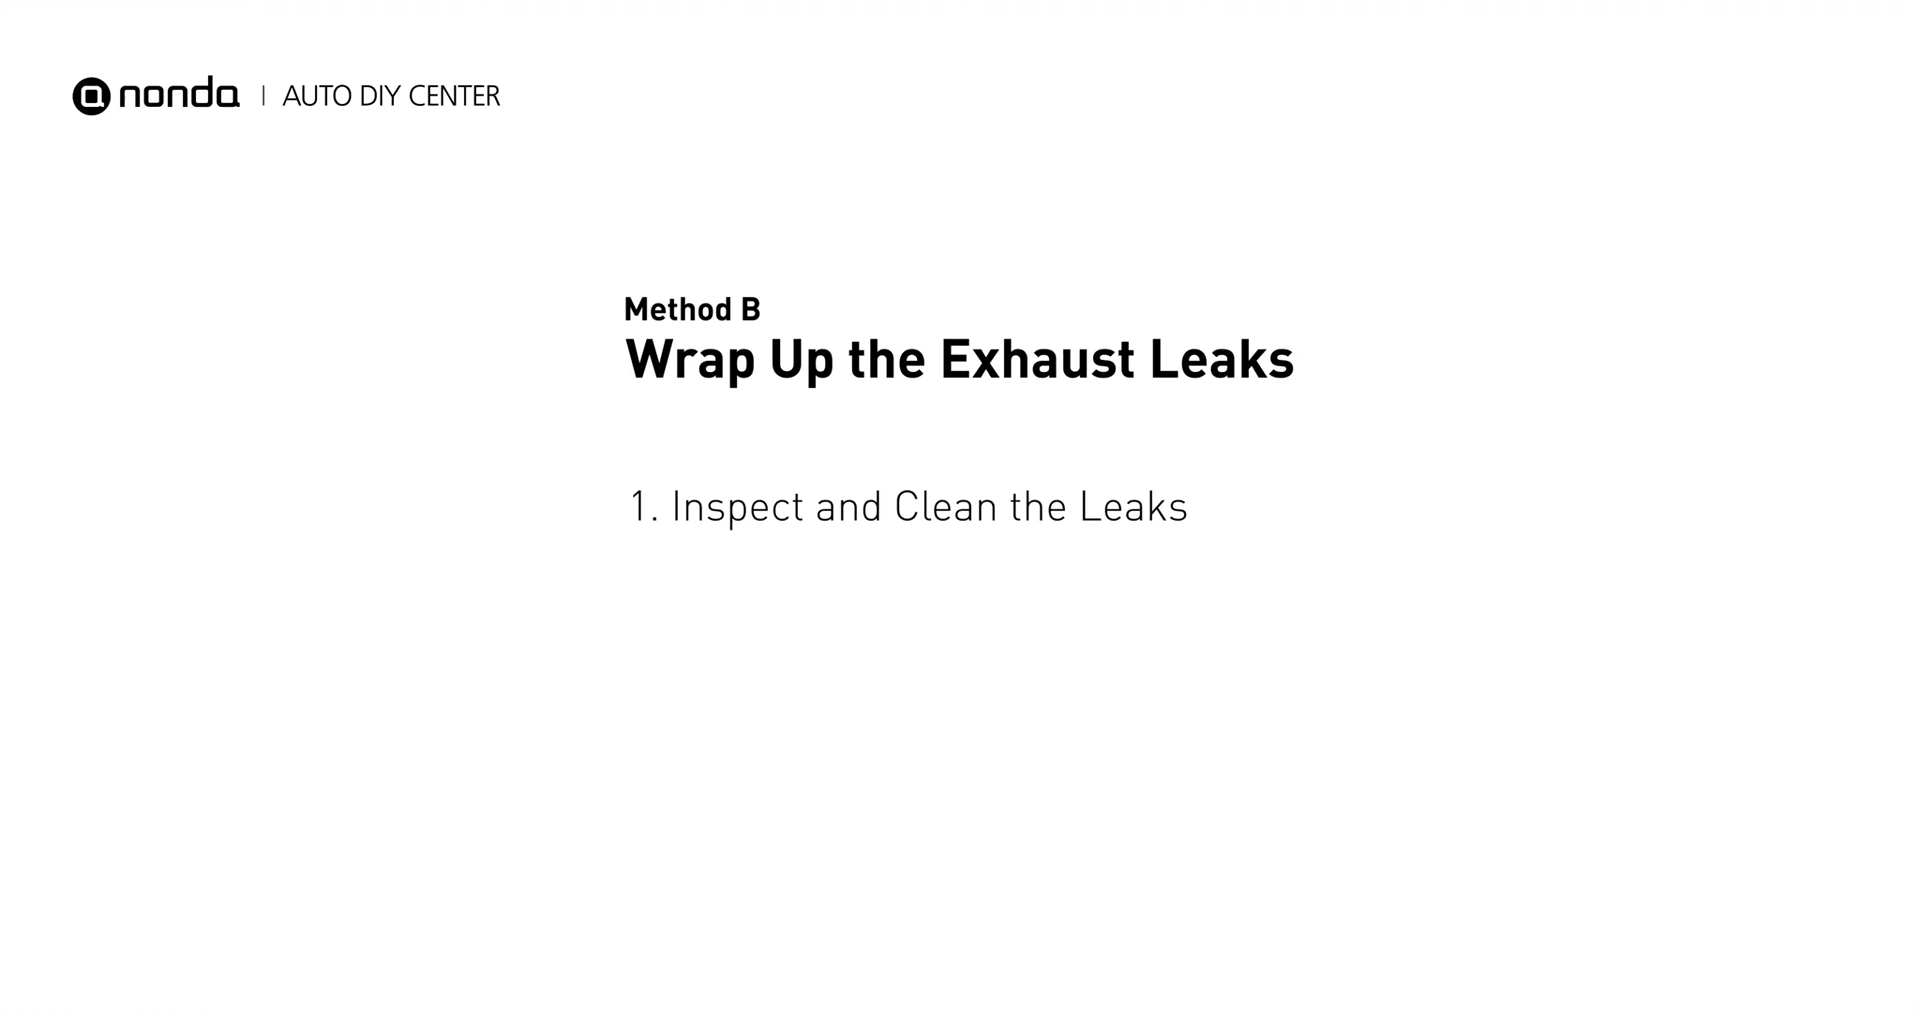 nonda | AUTO DIY CENTER
Method B
Wrap Up the Exhaust Leaks
1. Inspect and Clean the Leaks